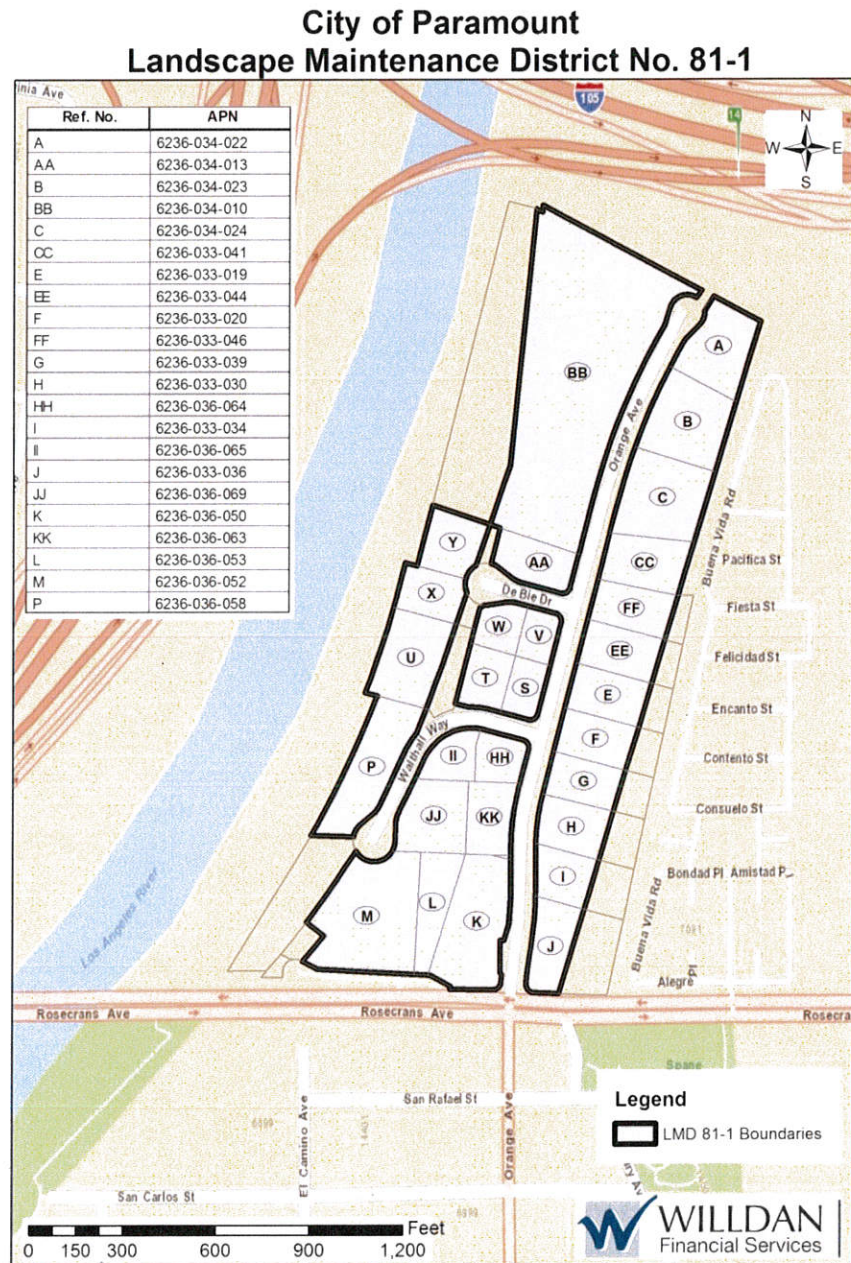 City of Paramount
Landscape Maintenance District No. 81-1
inia Ave
105
14
N
W E
S
Ref. No. APN
A 6236-034-022
AA 6236-034-013
B 6236-034-023
BB 6236-034-010
C 6236-034-024
CC 6236-033-041
E 6236-033-019
EE 6236-033-044
F 6236-033-020
FF 6236-033-046
G 6236-033-039
H 6236-033-030
HH 6236-036-064
I 6236-033-034
II 6236-036-065
J 6236-033-036
JJ 6236-036-069
K 6236-036-050
KK 6236-036-063
L 6236-036-053
M 6236-036-052
P 6236-036-058
A
BB
B
Orange Ave
C
Buena Vida Rd
Y
AA
CC
Pacifica St
X
De Bie Dr
FF
Fiesta St
W
V
EE
Felicidad St
U
T
S
E
Encanto St
Walthall Way
F
II
HH
Contento St
P
G
JJ
KK
H
Consuelo St
I
Bondad Pl
Amistad P
L
M
K
J
Buena Vida Rd
Los Angeles River
Alegre Pl
Rosecrans Ave
Rosecrans Ave
Rosecra
Spane
San Rafael St
El Camino Ave
Orange Ave
San Carlos St
Legend
LMD 81-1 Boundaries
Feet
0 150 300 600 900 1,200
WILLDAN
Financial Services